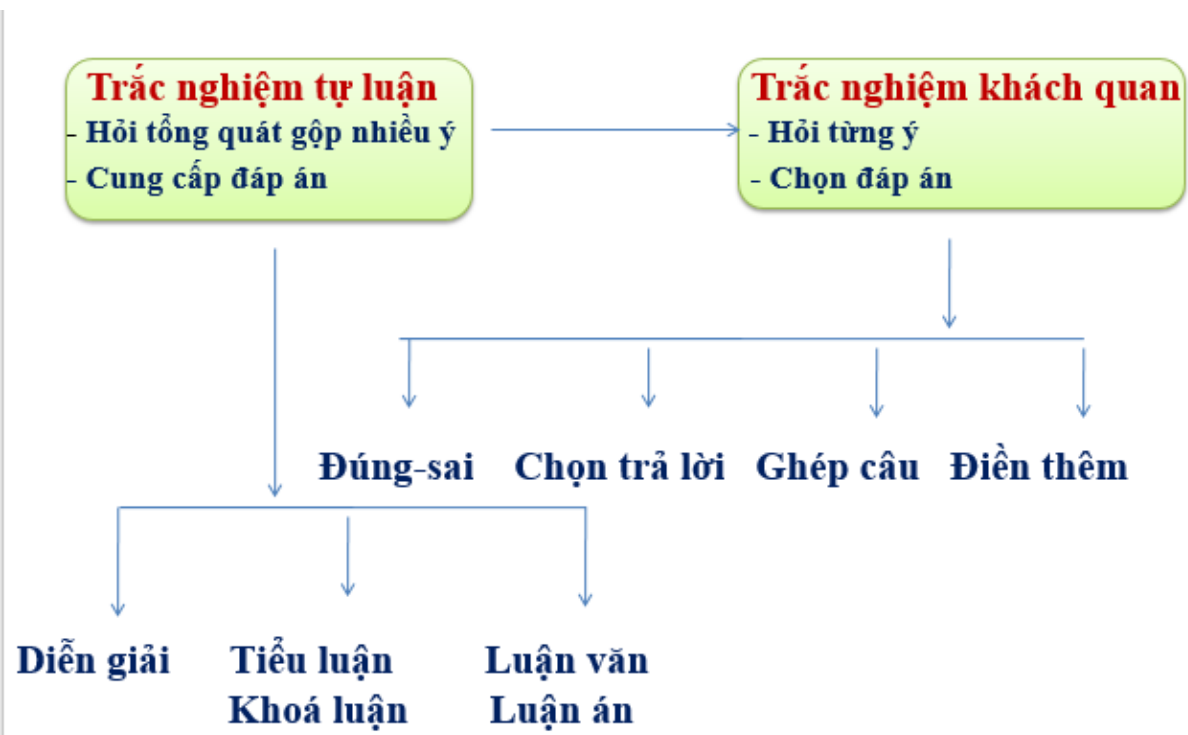 Trắc nghiệm tự luận
- Hỏi tổng quát gộp nhiều ý
- Cung cấp đáp án
Trắc nghiệm khách quan
- Hỏi từng ý
- Chọn đáp án
Đúng-sai
Chọn trả lời
Ghép câu
Điền thêm
Diễn giải
Tiểu luận
Khoá luận
Luận văn
Luận án